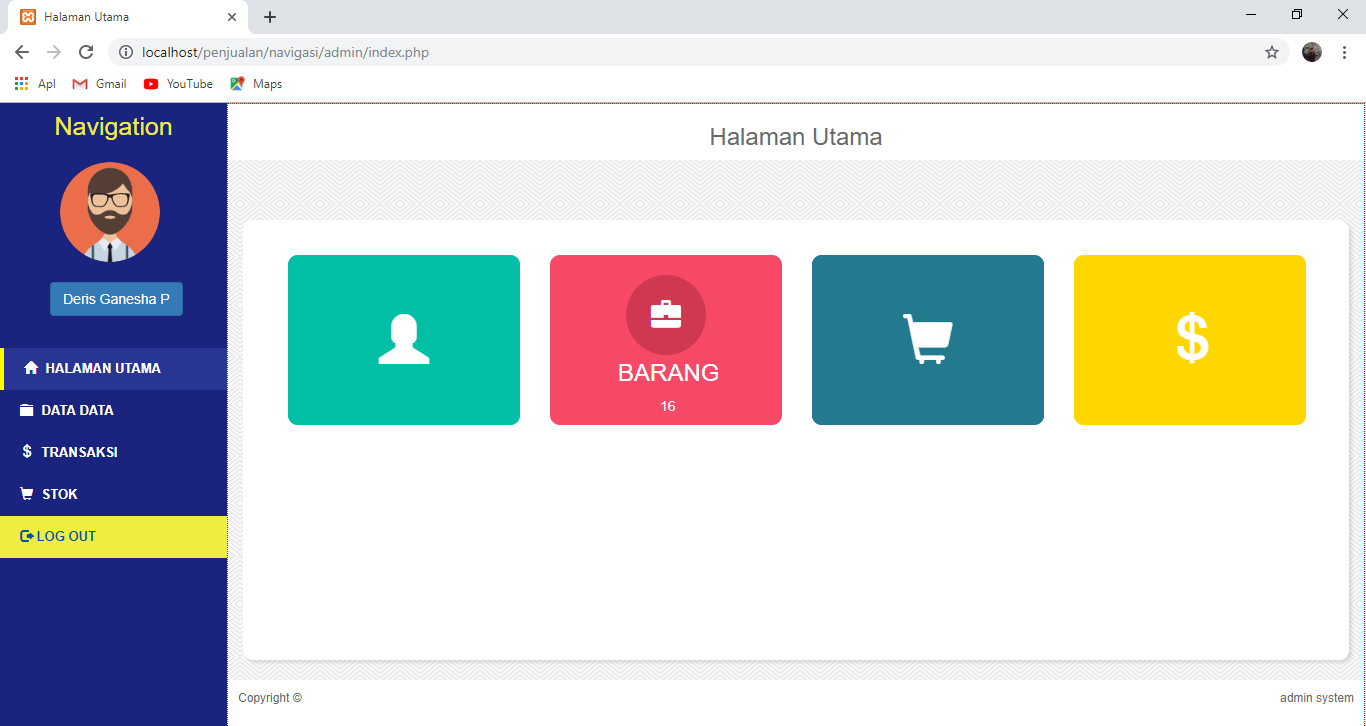 Halaman Utama
localhost/penjualan/navigasi/admin/index.php
Apl Gmail YouTube Maps
Navigation
Deris Ganesha P
HALAMAN UTAMA
DATA DATA
$ TRANSAKSI
STOK
LOG OUT
Halaman Utama
BARANG
16
$
Copyright ©
admin system